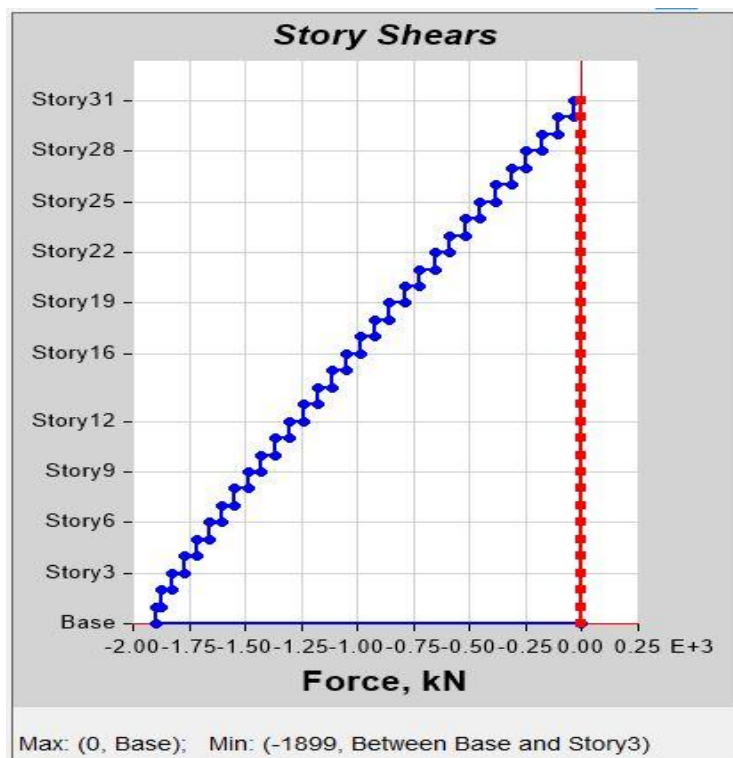 Story Shears
Story31
Story28
Story25
Story22
Story19
Story16
Story12
Story9
Story6
Story3
Base
-2.00 -1.75 -1.50 -1.25 -1.00 -0.75 -0.50 -0.25 0.00 0.25 E+3
Force, kN
Max: (0, Base); Min: (-1899, Between Base and Story3)